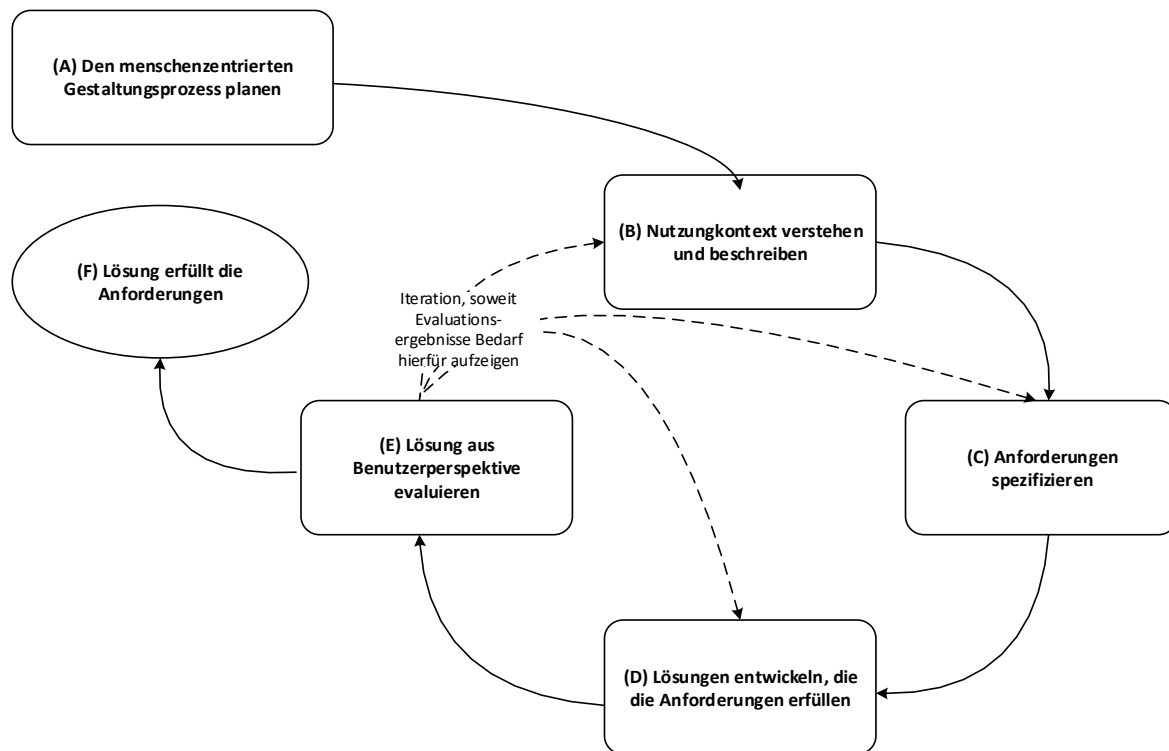 (A) Den menschenzentrierten
Gestaltungsprozess planen
(B) Nutzungkontext verstehen
und beschreiben
(F) Lösung erfüllt die
Anforderungen
Iteration, soweit
Evaluations-
ergebnisse Bedarf
hierfür aufzeigen
(E) Lösung aus
Benutzerperspektive
evaluieren
(C) Anforderungen
spezifizieren
(D) Lösungen entwickeln, die
die Anforderungen erfüllen